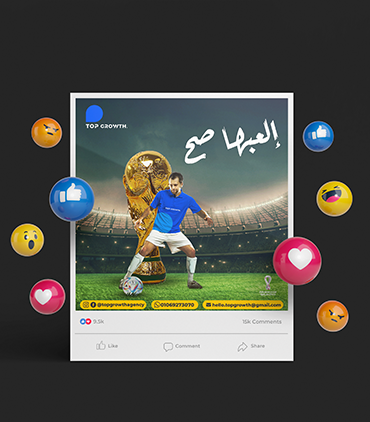 TOP GROWTH.
إلعبها صح
@topgrowthagency 01069273070 hello.topgrowth@gmail.com
9.5k 15k Comments
Like Comment Share